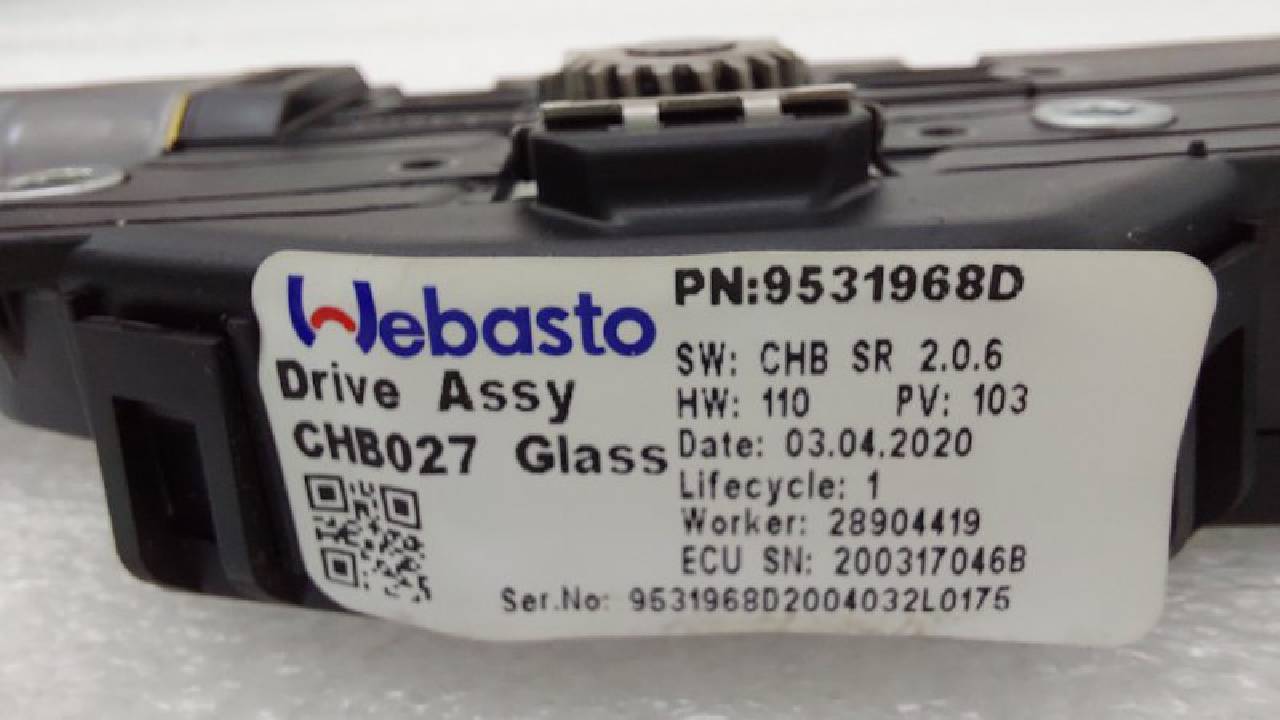 Webasto
Drive Assy
CHB027 Glass
PN:9531968D
SW: CHB SR 2.0.6
HW: 110 PV: 103
Date: 03.04.2020
Lifecycle: 1
Worker: 28904419
ECU SN: 200317046B
Ser.No: 9531968D2004032L0175